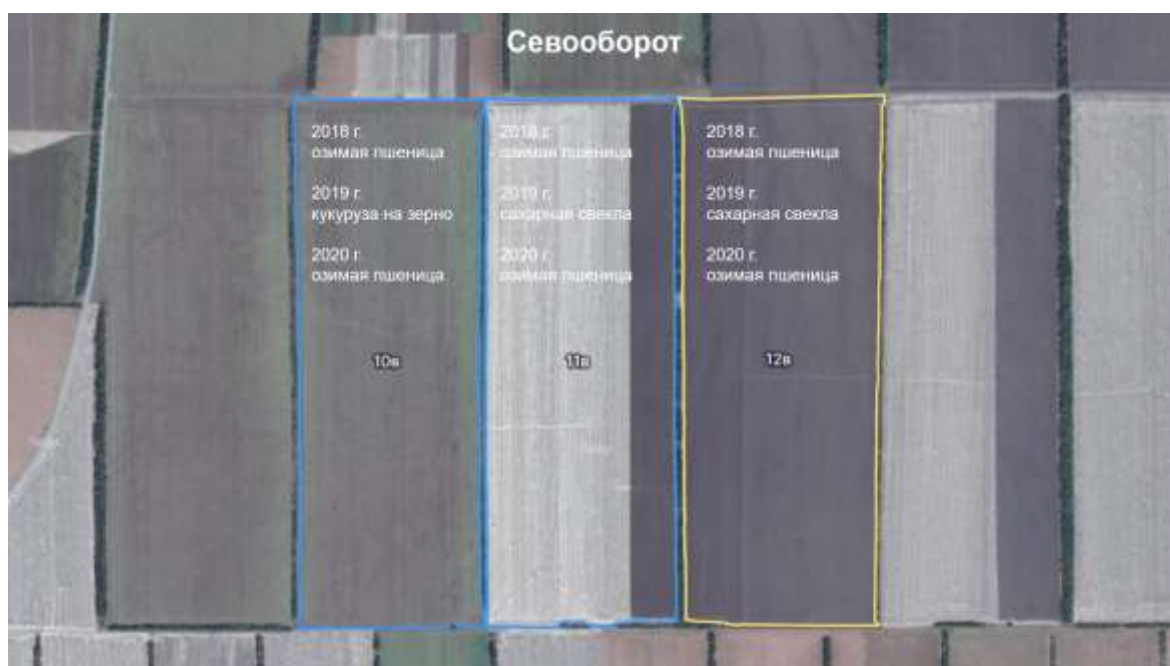 Севооборот
2018 г.
озимая пшеница
2019 г.
кукуруза на зерно
2020 г.
озимая пшеница
10в
2018 г.
озимая пшеница
2019 г.
сахарная свекла
2020 г.
озимая пшеница
11в
2018 г.
озимая пшеница
2019 г.
сахарная свекла
2020 г.
озимая пшеница
12в